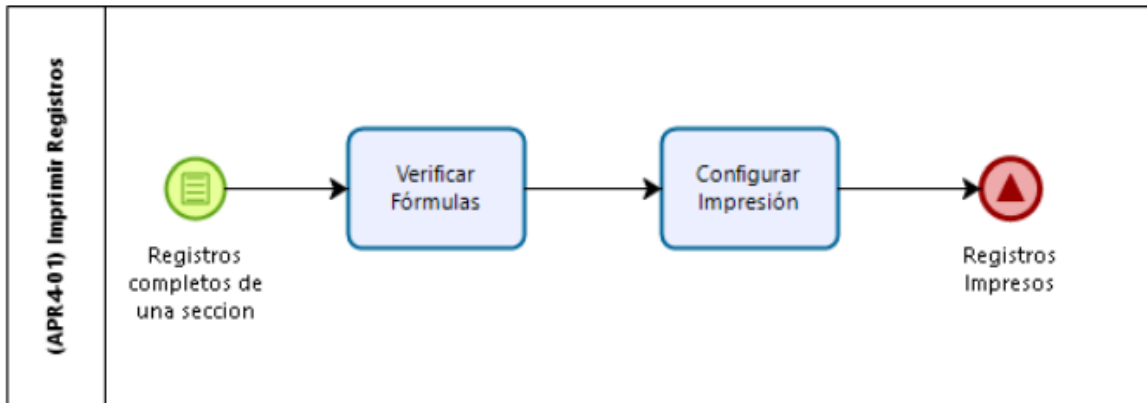 (APR4-01) Imprimir Registros
Registros
completos de
una seccion
Verificar
Fórmulas
Configurar
Impresión
Registros
Impresos